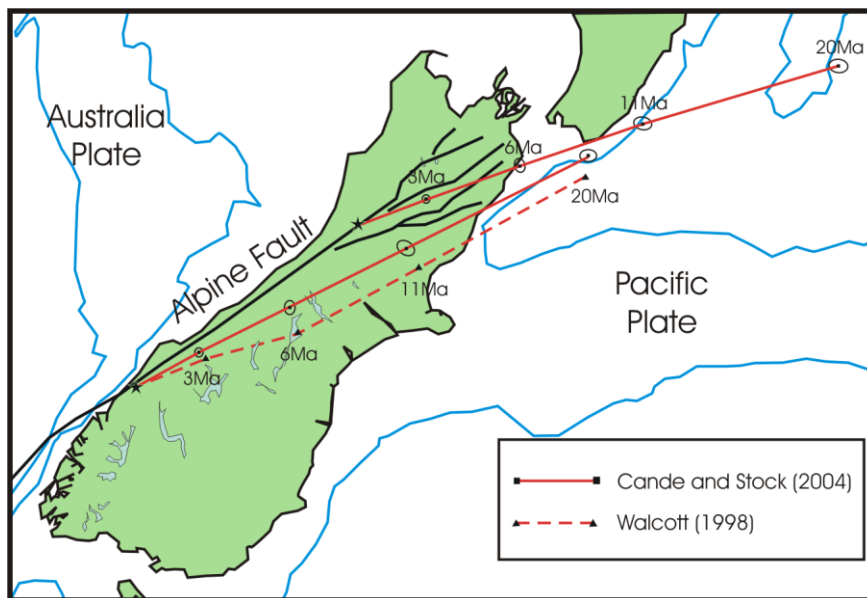 20Ma
11Ma
Australia
Plate
6Ma
3Ma
20Ma
Alpine Fault
11Ma
Pacific
Plate
6Ma
3Ma
Cande and Stock (2004)
Walcott (1998)